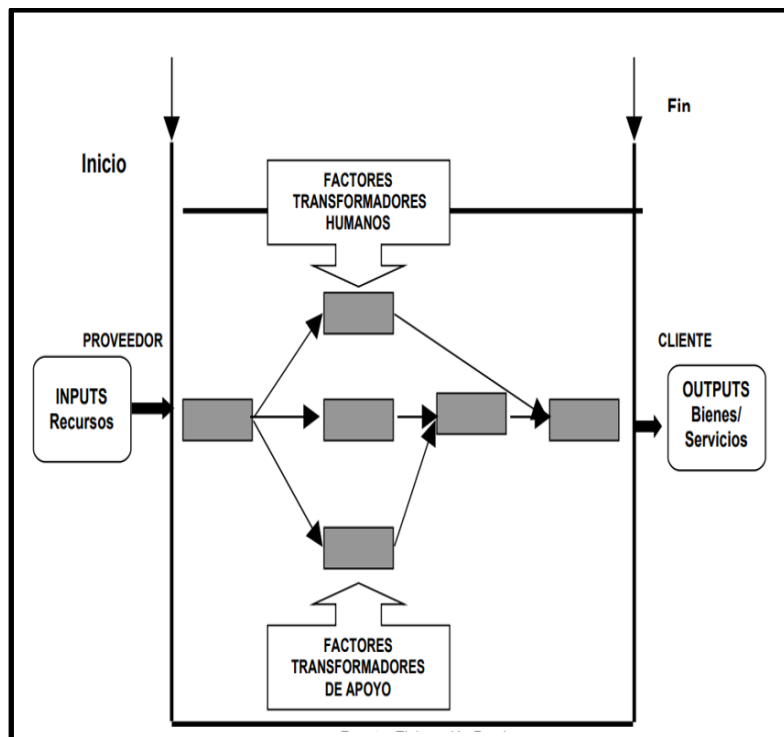 Fin
Inicio
FACTORES
TRANSFORMADORES
HUMANOS
PROVEEDOR
CLIENTE
INPUTS
Recursos
OUTPUTS
Bienes/
Servicios
FACTORES
TRANSFORMADORES
DE APOYO